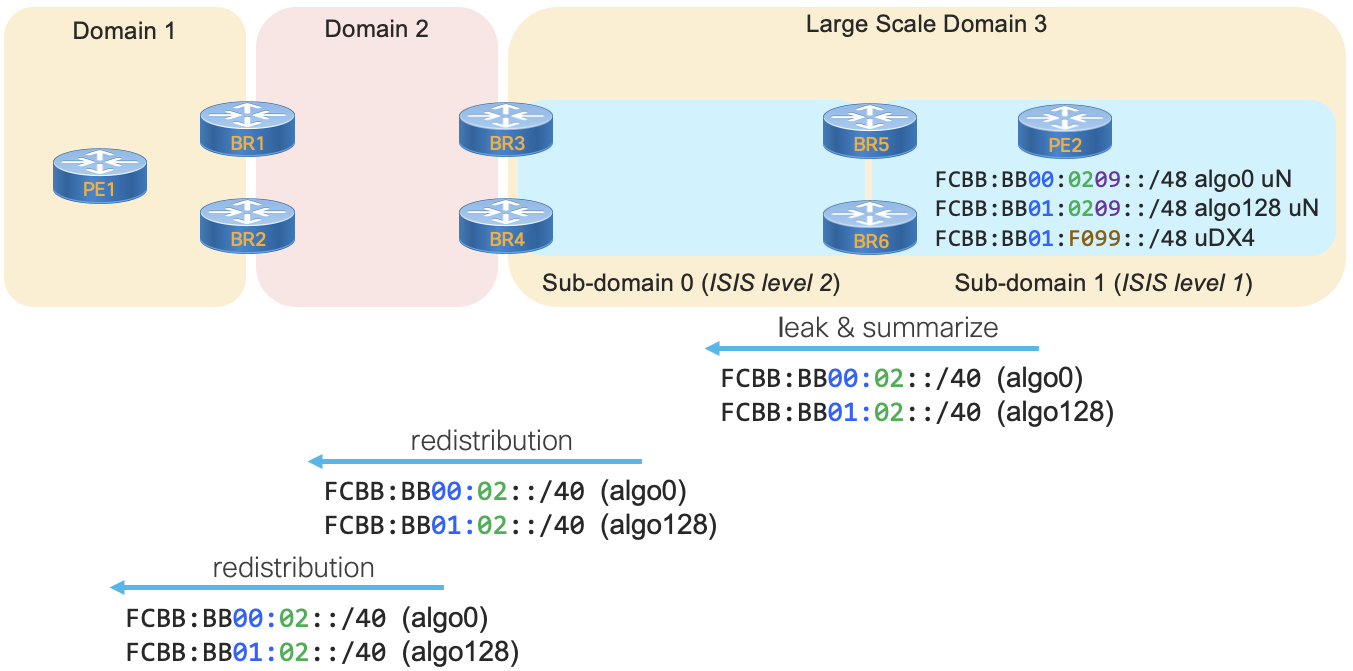 Domain 1
Domain 2
Large Scale Domain 3
BR1
BR3
BR5
PE2
PE1
FCBB:BB00:0209::/48 algo0 uN
FCBB:BB01:0209::/48 algo128 uN
BR2
BR4
BR6
FCBB:BB01:F099::/48 uDX4
Sub-domain 0 (ISIS level 2)
Sub-domain 1 (ISIS level 1)
leak & summarize
FCBB:BB00:02::/40 (algo0)
FCBB:BB01:02::/40 (algo128)
redistribution
FCBB:BB00:02::/40 (algo0)
FCBB:BB01:02::/40 (algo128)
redistribution
FCBB:BB00:02::/40 (algo0)
FCBB:BB01:02::/40 (algo128)